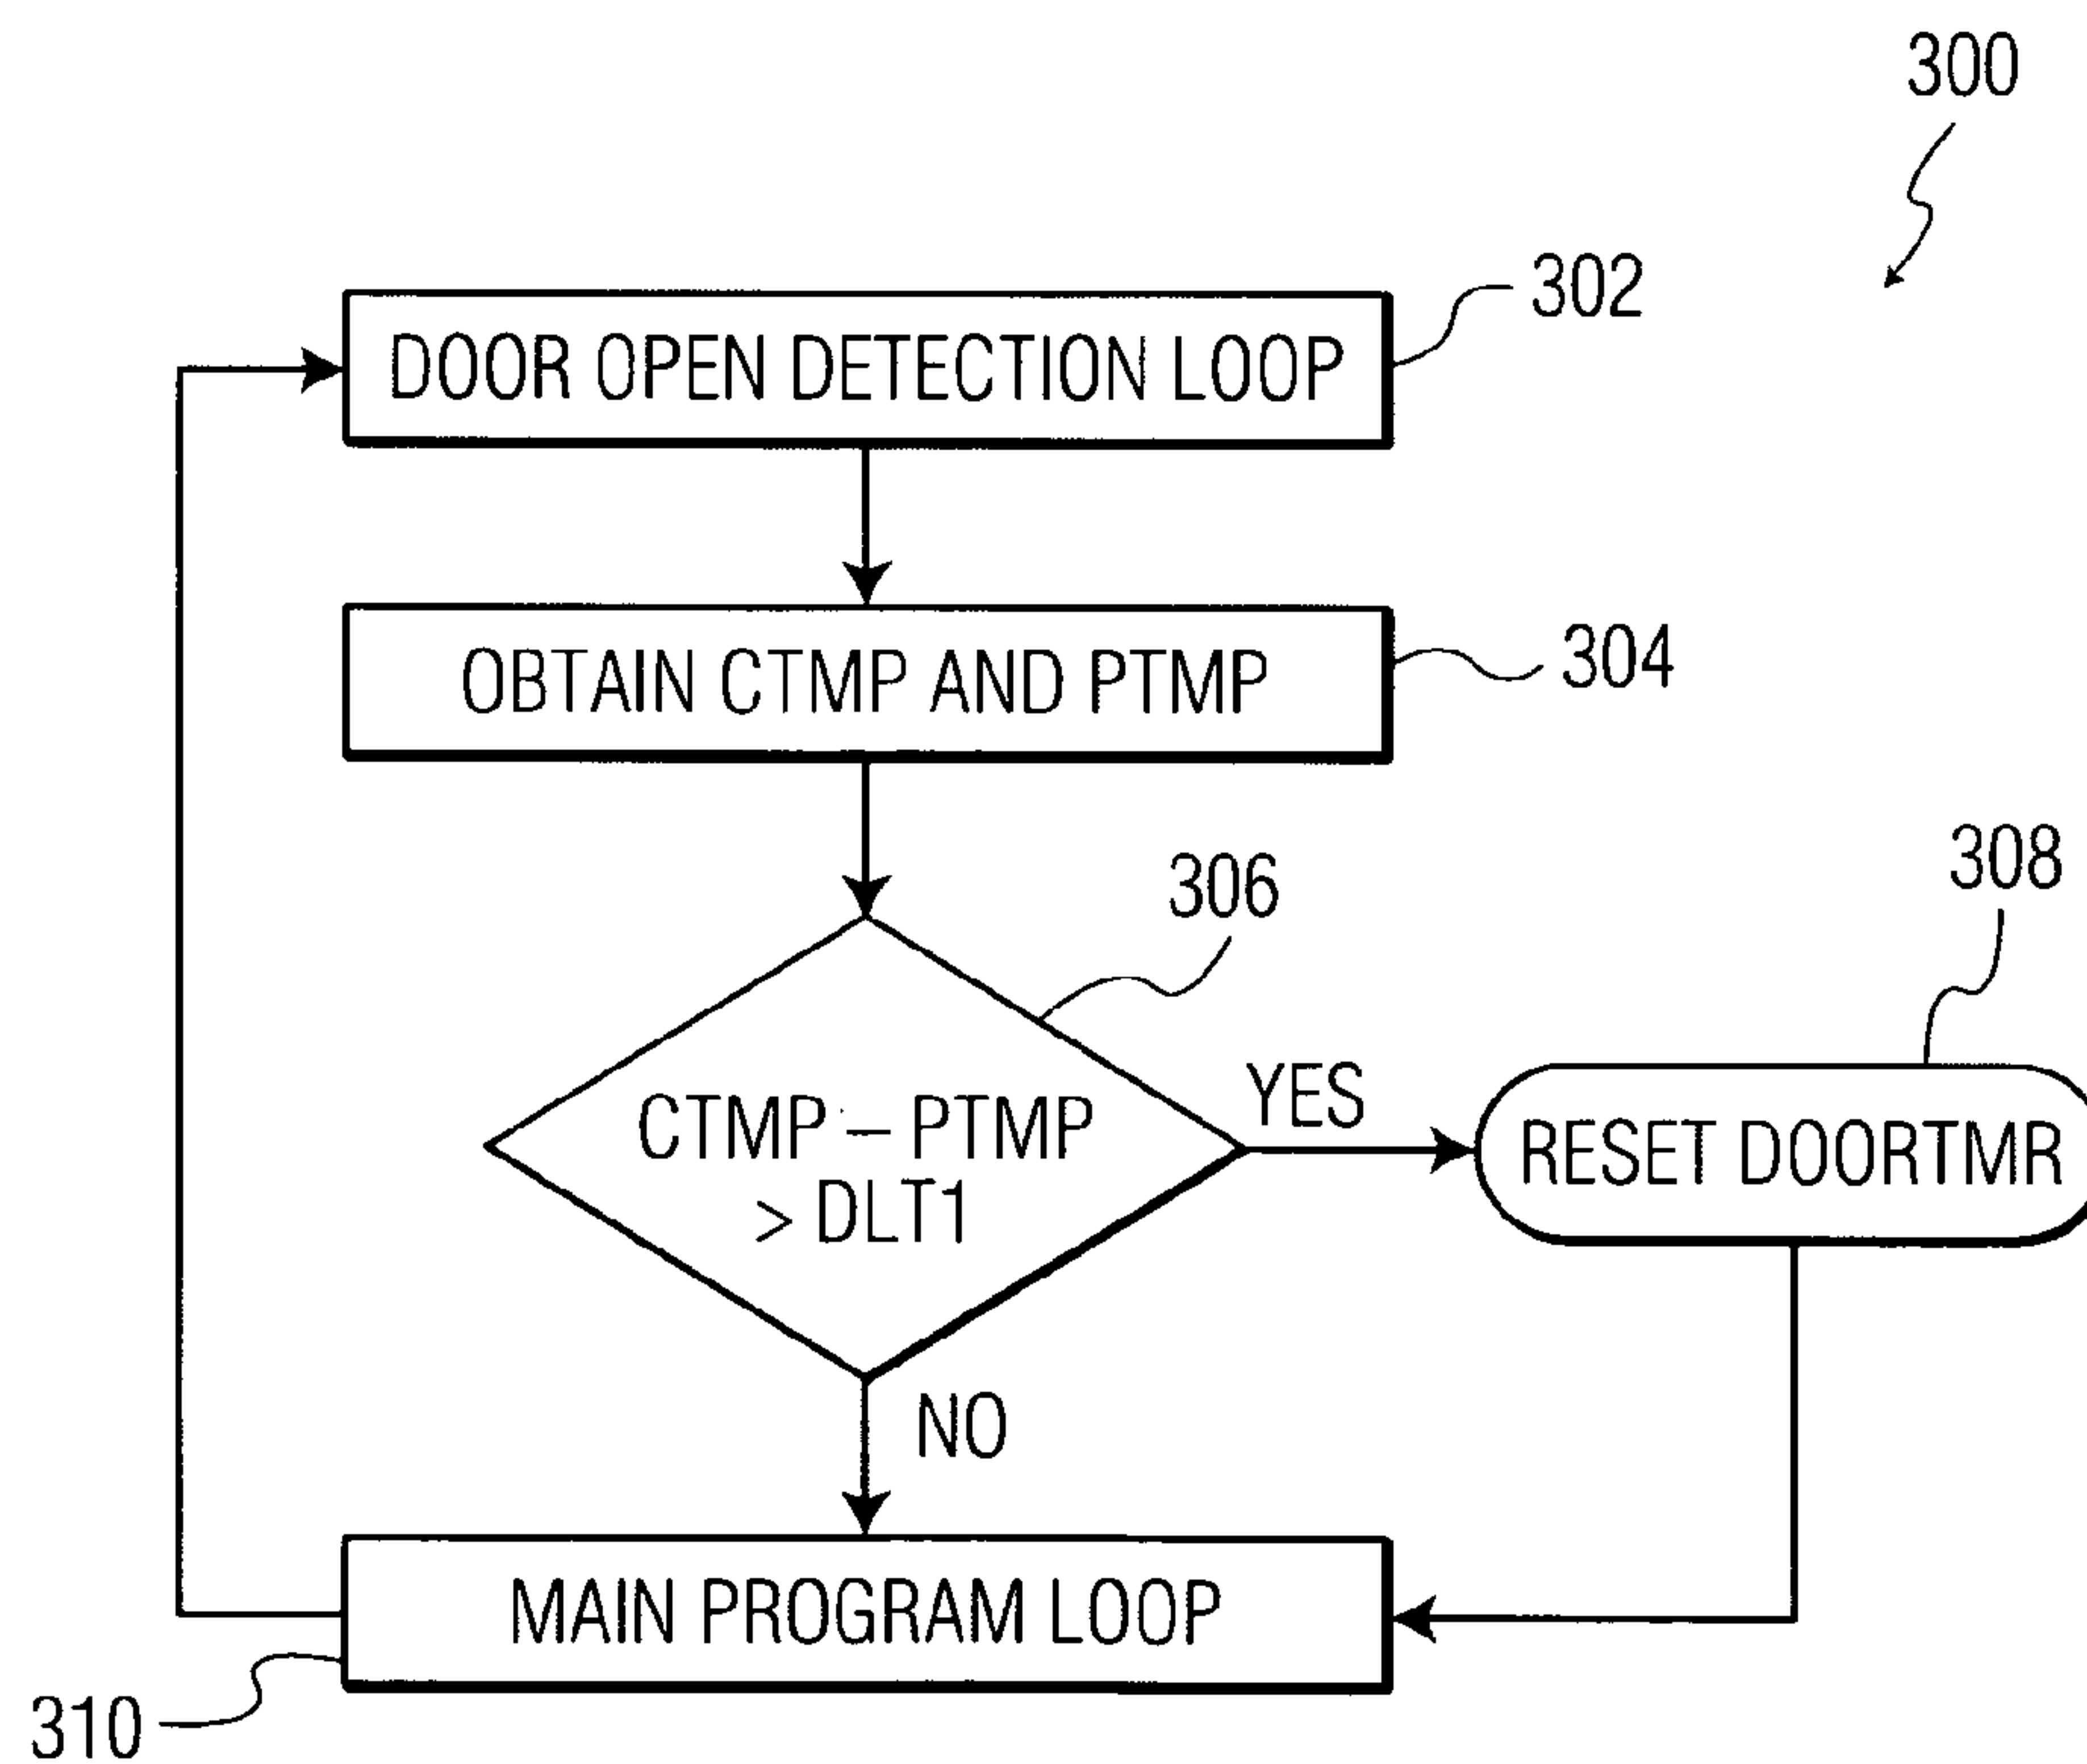 300
302
DOOR OPEN DETECTION LOOP
304
OBTAIN CTMP AND PTMP
306
308
CTMP – PTMP
> DLT1
YES
RESET DOORTMR
NO
MAIN PROGRAM LOOP
310